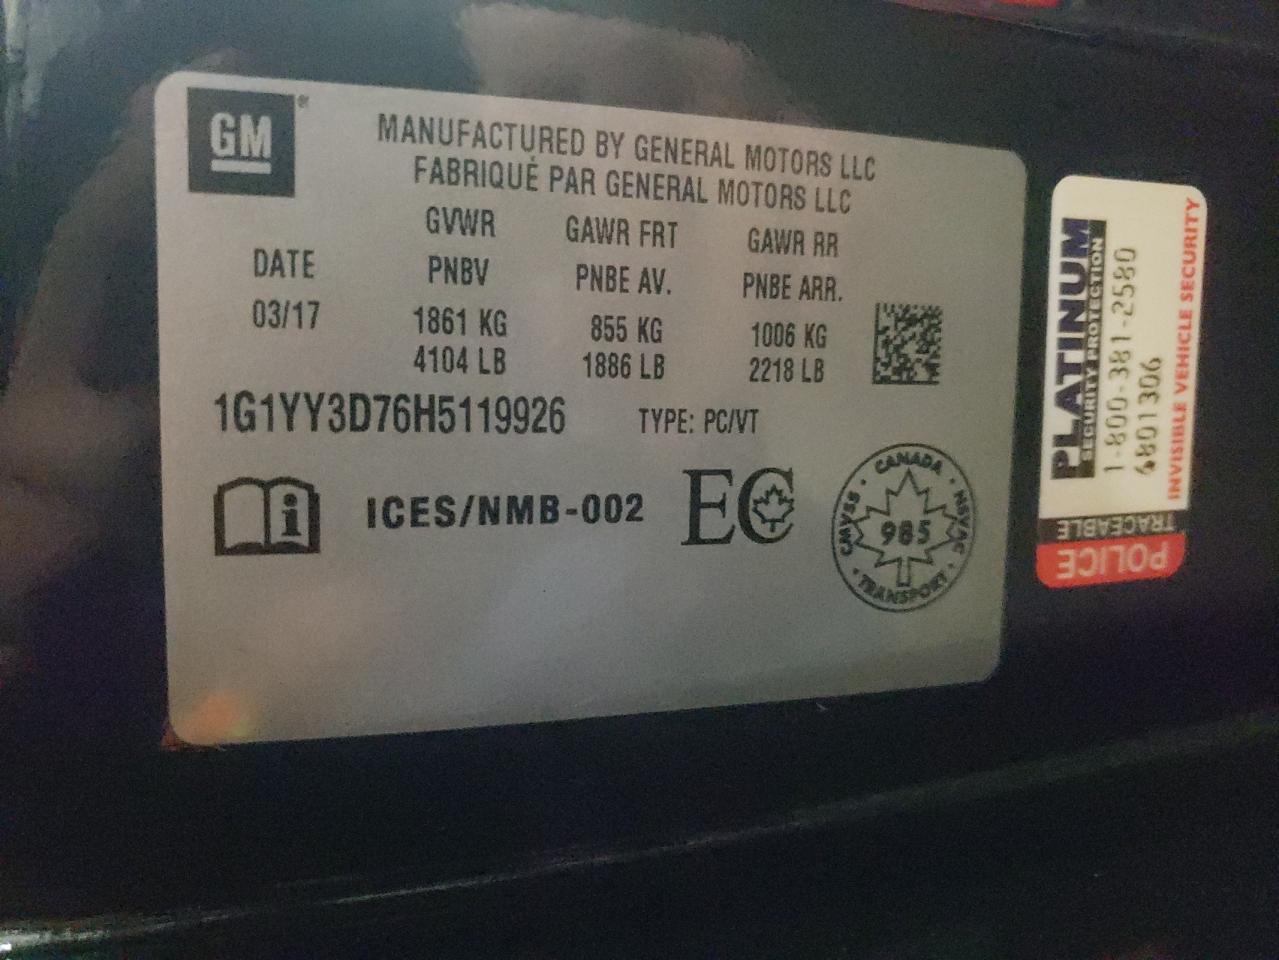 GM
MANUFACTURED BY GENERAL MOTORS LLC
FABRIQUÉ PAR GENERAL MOTORS LLC
GVWR GAWR FRT GAWR RR
DATE PNBV PNBE AV. PNBE ARR.
03/17 1861 KG 855 KG 1006 KG
4104 LB 1886 LB 2218 LB
1G1YY3D76H5119926 TYPE: PC/VT
i ICES/NMB-002 EC
CANADA
CMVSS NSVAC
985
TRANSPORT
PLATINUM
SECURITY PROTECTION
1-800-381-2580
6801306
INVISIBLE VEHICLE SECURITY
TRACEABLE
POLICE